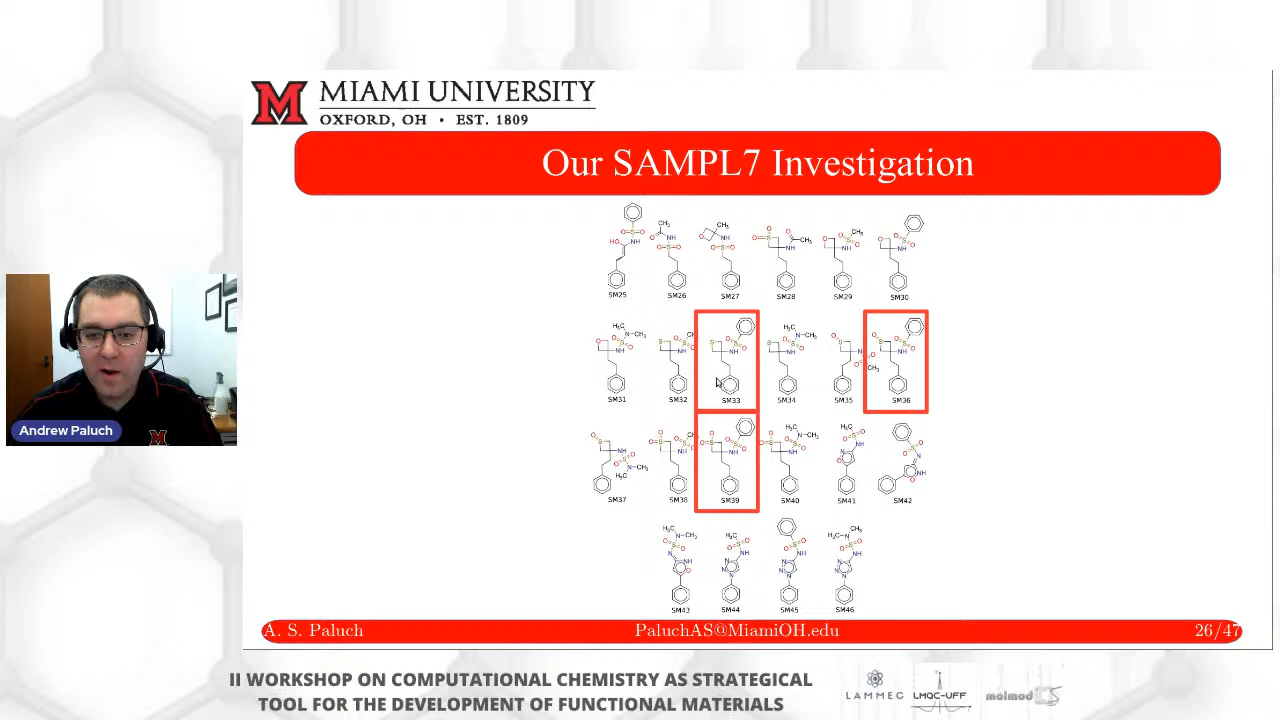 MIAMI UNIVERSITY
OXFORD, OH • EST. 1809
Our SAMPL7 Investigation
SM25 SM26 SM27 SM28 SM29 SM30
SM31 SM32 SM33 SM34 SM35 SM36
SM37 SM38 SM39 SM40 SM41 SM42
SM43 SM44 SM45 SM46
Andrew Paluch
A. S. Paluch PaluchAS@MiamiOH.edu 26/47
II WORKSHOP ON COMPUTATIONAL CHEMISTRY AS STRATEGICAL
TOOL FOR THE DEVELOPMENT OF FUNCTIONAL MATERIALS
LAMMEC LMQC-UFF molmod CS